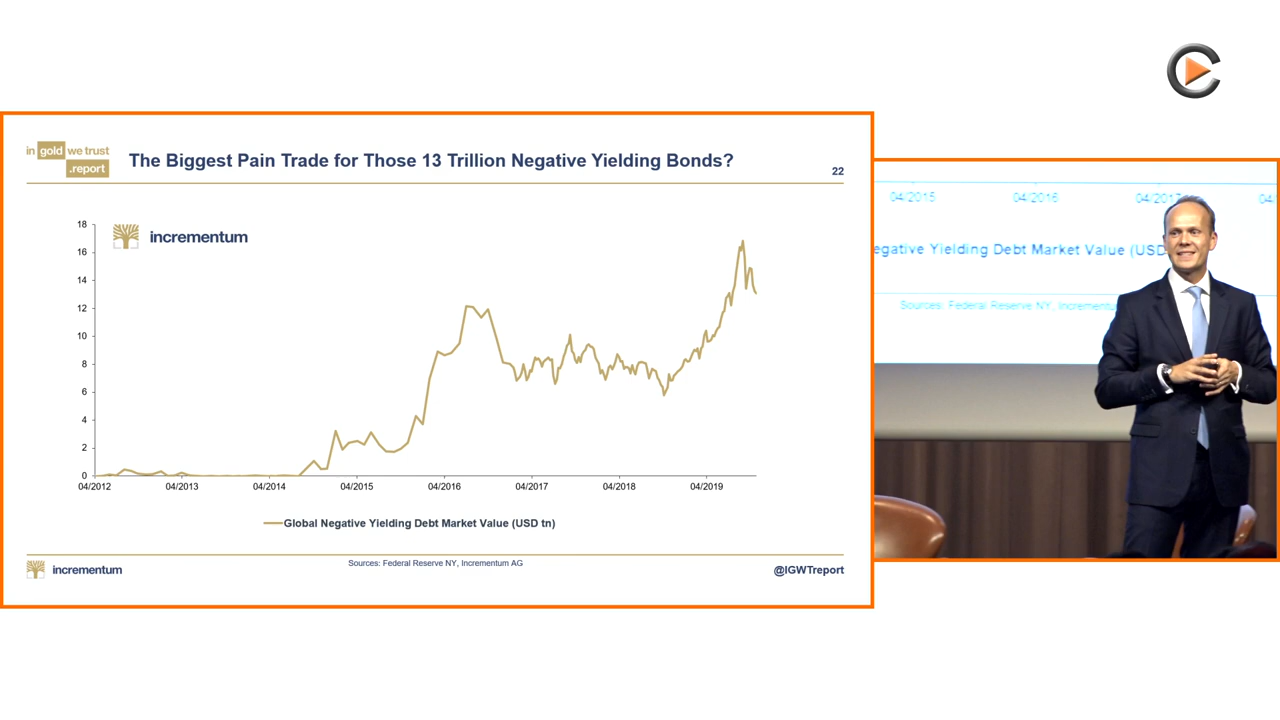 in gold we trust
.report
The Biggest Pain Trade for Those 13 Trillion Negative Yielding Bonds?
22
incrementum
18
16
14
12
10
8
6
4
2
0
04/2012 04/2013 04/2014 04/2015 04/2016 04/2017 04/2018 04/2019
Global Negative Yielding Debt Market Value (USD tn)
Sources: Federal Reserve NY, Incrementum AG
incrementum
@IGWTreport
04/2015 04/2016 04/2017 04/
egative Yielding Debt Market Value (USD
Sources: Federal Reserve NY, Increment